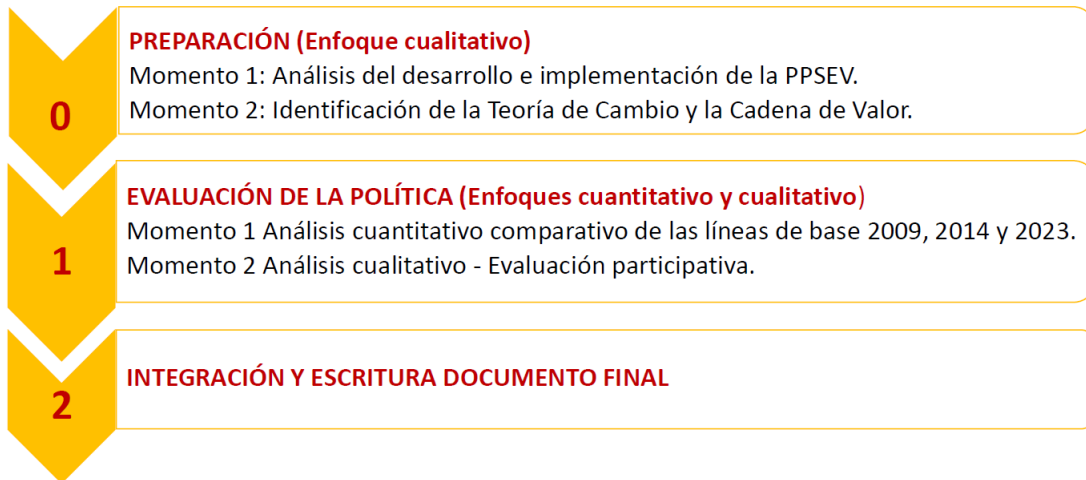 0
PREPARACIÓN (Enfoque cualitativo)
Momento 1: Análisis del desarrollo e implementación de la PPSEV.
Momento 2: Identificación de la Teoría de Cambio y la Cadena de Valor.
1
EVALUACIÓN DE LA POLÍTICA (Enfoques cuantitativo y cualitativo)
Momento 1 Análisis cuantitativo comparativo de las líneas de base 2009, 2014 y 2023.
Momento 2 Análisis cualitativo - Evaluación participativa.
2
INTEGRACIÓN Y ESCRITURA DOCUMENTO FINAL